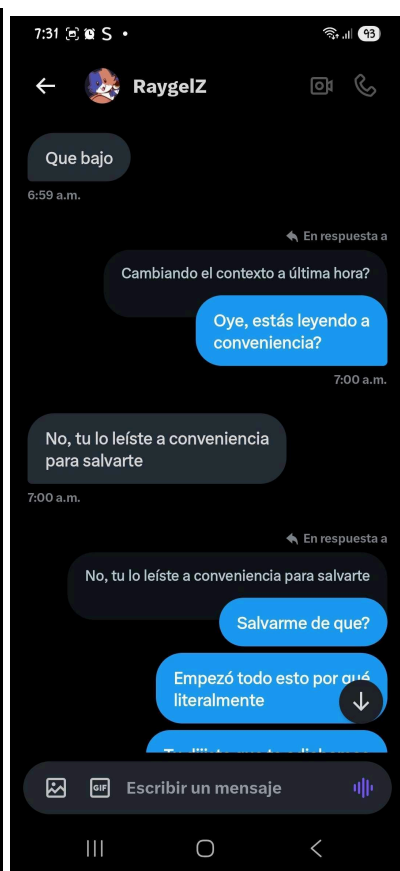 7:31 S •
93
RaygelZ
Que bajo
6:59 a.m.
En respuesta a
Cambiando el contexto a última hora?
Oye, estás leyendo a
conveniencia?
7:00 a.m.
No, tu lo leíste a conveniencia
para salvarte
7:00 a.m.
En respuesta a
No, tu lo leíste a conveniencia para salvarte
Salvarme de que?
Empezó todo esto por qué
literalmente
GIF Escribir un mensaje